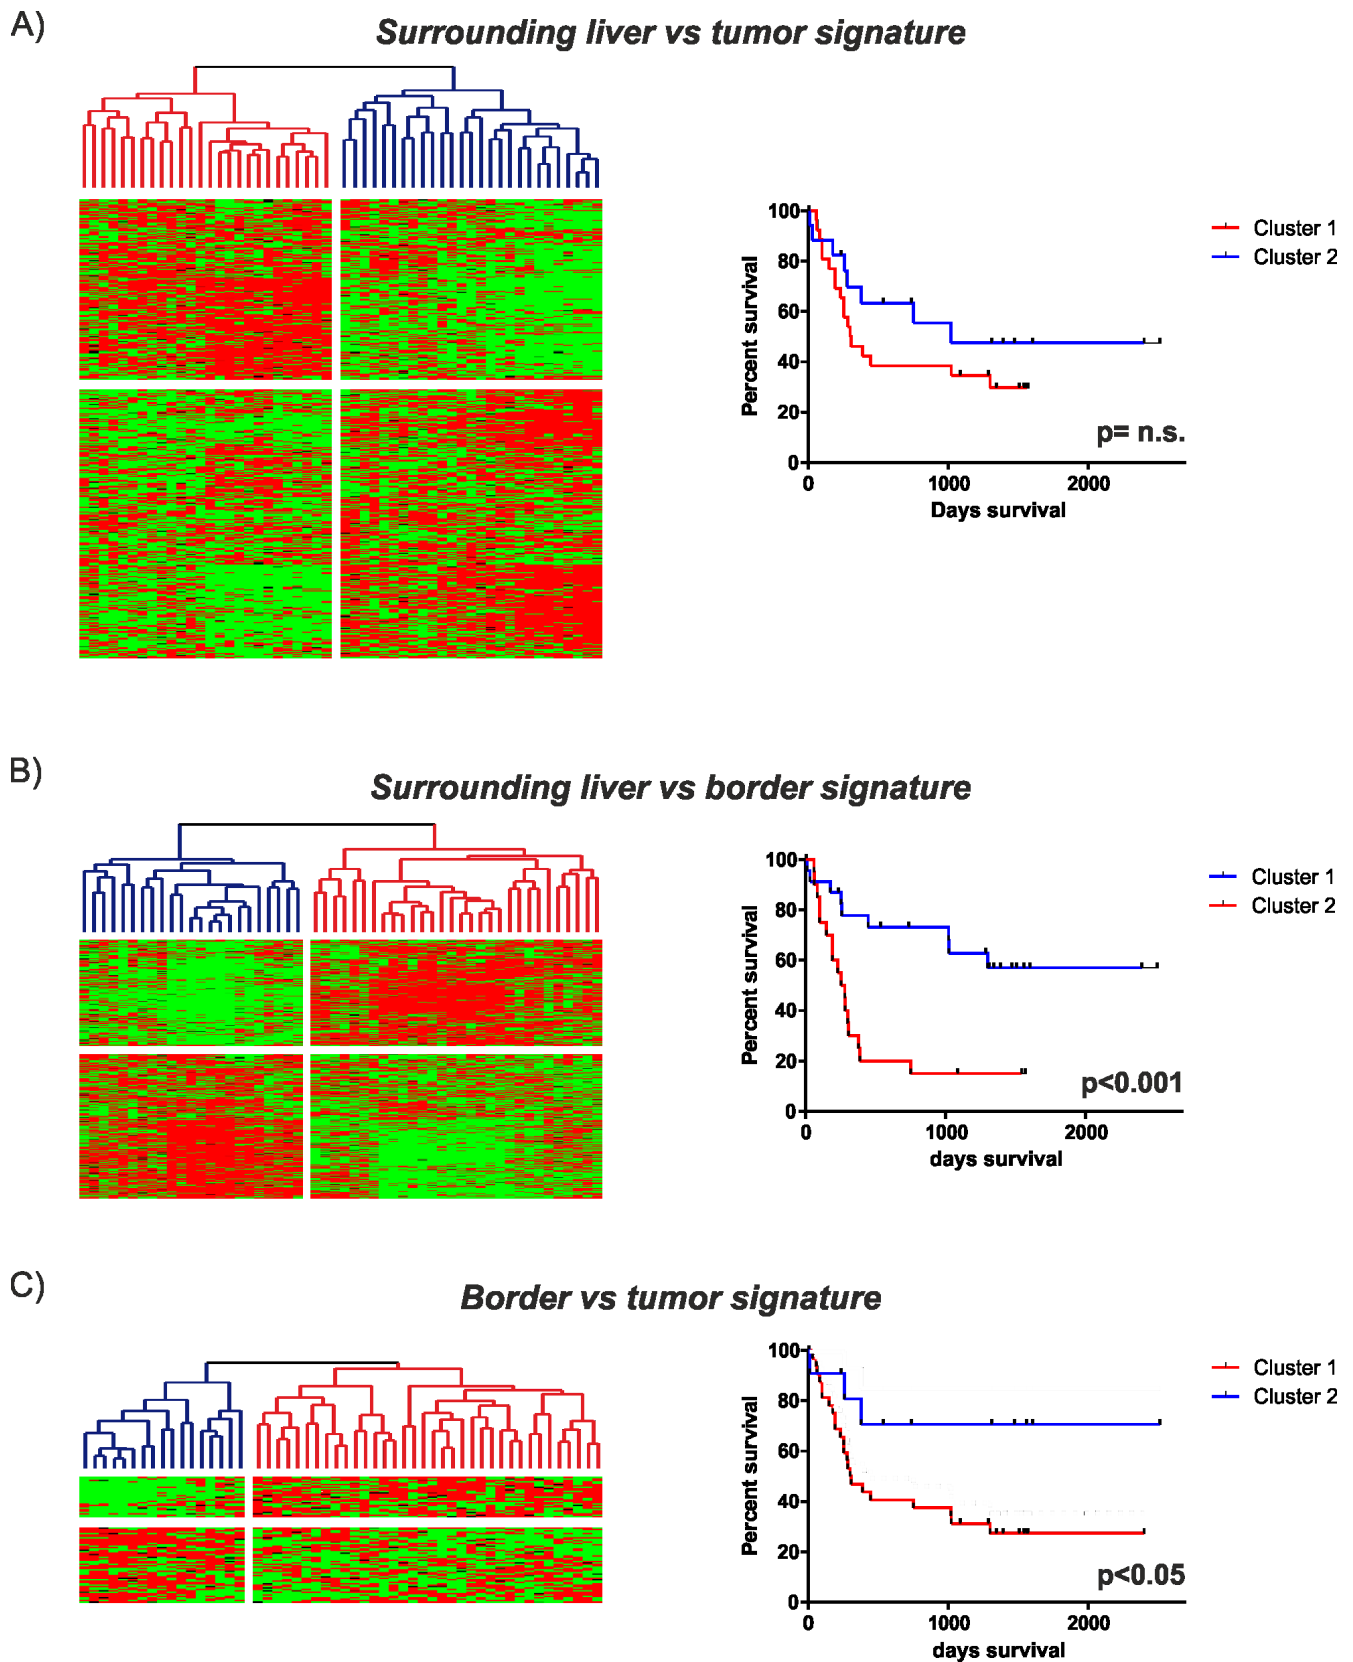 A)
Surrounding liver vs tumor signature
100
80
60
40
20
0
Percent survival
0 1000 2000
Days survival
p= n.s.
Cluster 1
Cluster 2
B)
Surrounding liver vs border signature
100
80
60
40
20
0
Percent survival
0 1000 2000
days survival
p<0.001
Cluster 1
Cluster 2
C)
Border vs tumor signature
100
80
60
40
20
0
Percent survival
0 1000 2000
days survival
p<0.05
Cluster 1
Cluster 2